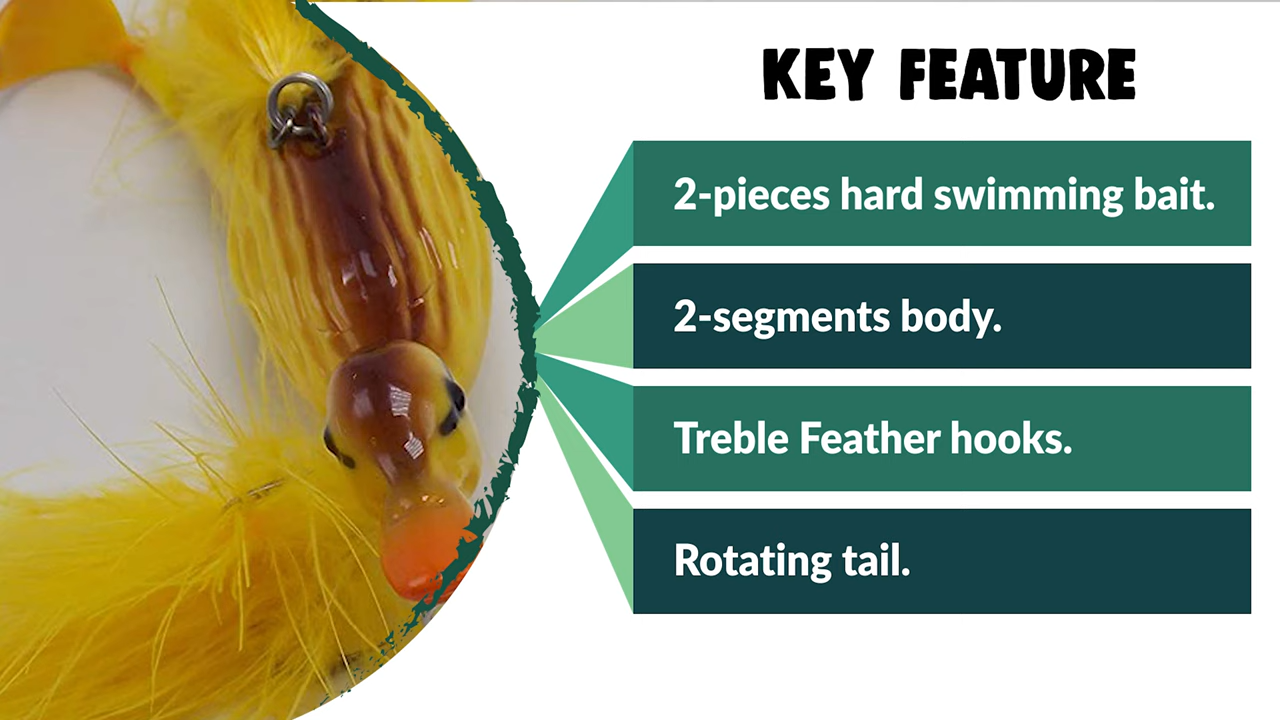 KEY FEATURE
2-pieces hard swimming bait.
2-segments body.
Treble Feather hooks.
Rotating tail.